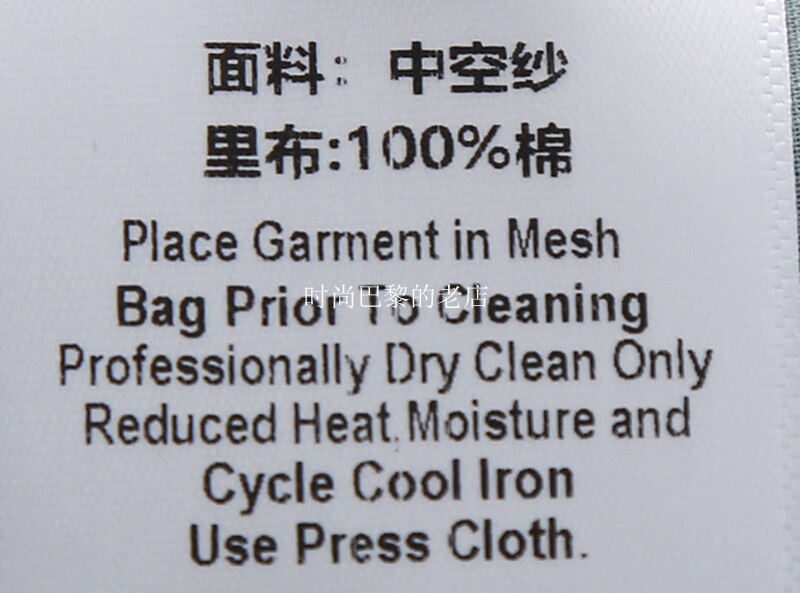 面料：中空纱
里布:100%棉
Place Garment in Mesh
Bag Prior To Cleaning
时尚巴黎的老店
Professionally Dry Clean Only
Reduced Heat.Moisture and
Cycle Cool Iron
Use Press Cloth.